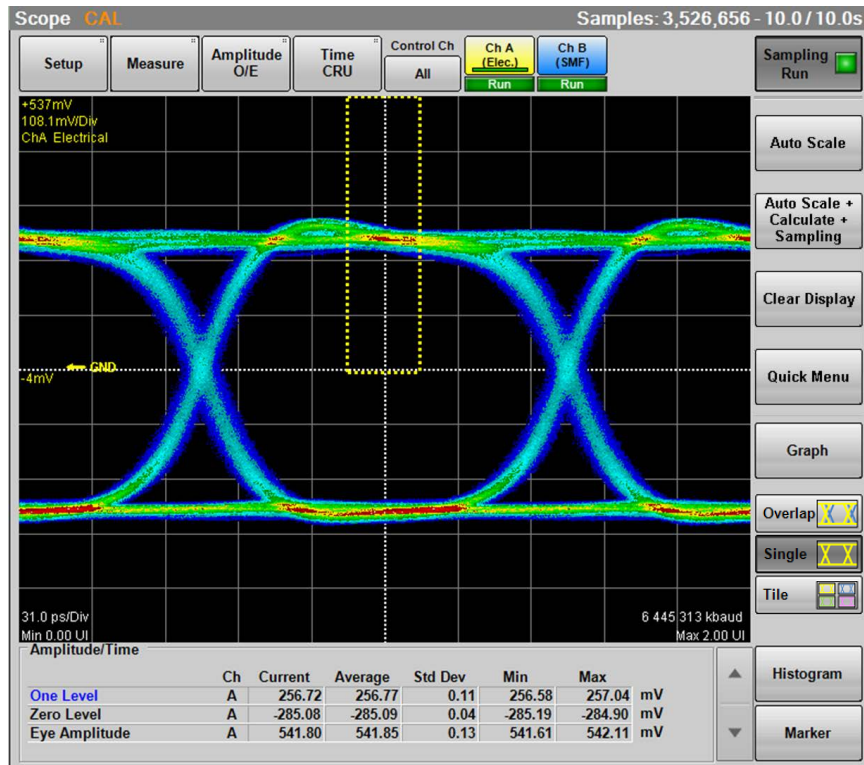 Scope CAL Samples: 3,526,656 - 10.0 / 10.0s
Setup
Measure
Amplitude
O/E
Time
CRU
Control Ch
All
Ch A
(Elec.)
Run
Ch B
(SMF)
Run
Sampling
Run
+537mV
108.1mV/Div
ChA Electrical
GND
-4mV
31.0 ps/Div
Min 0.00 UI
6 445 313 kbaud
Max 2.00 UI
Auto Scale
Auto Scale +
Calculate +
Sampling
Clear Display
Quick Menu
Graph
Overlap
Single
Tile
Histogram
Marker
Amplitude/Time
Ch Current Average Std Dev Min Max
One Level A 256.72 256.77 0.11 256.58 257.04 mV
Zero Level A -285.08 -285.09 0.04 -285.19 -284.90 mV
Eye Amplitude A 541.80 541.85 0.13 541.61 542.11 mV